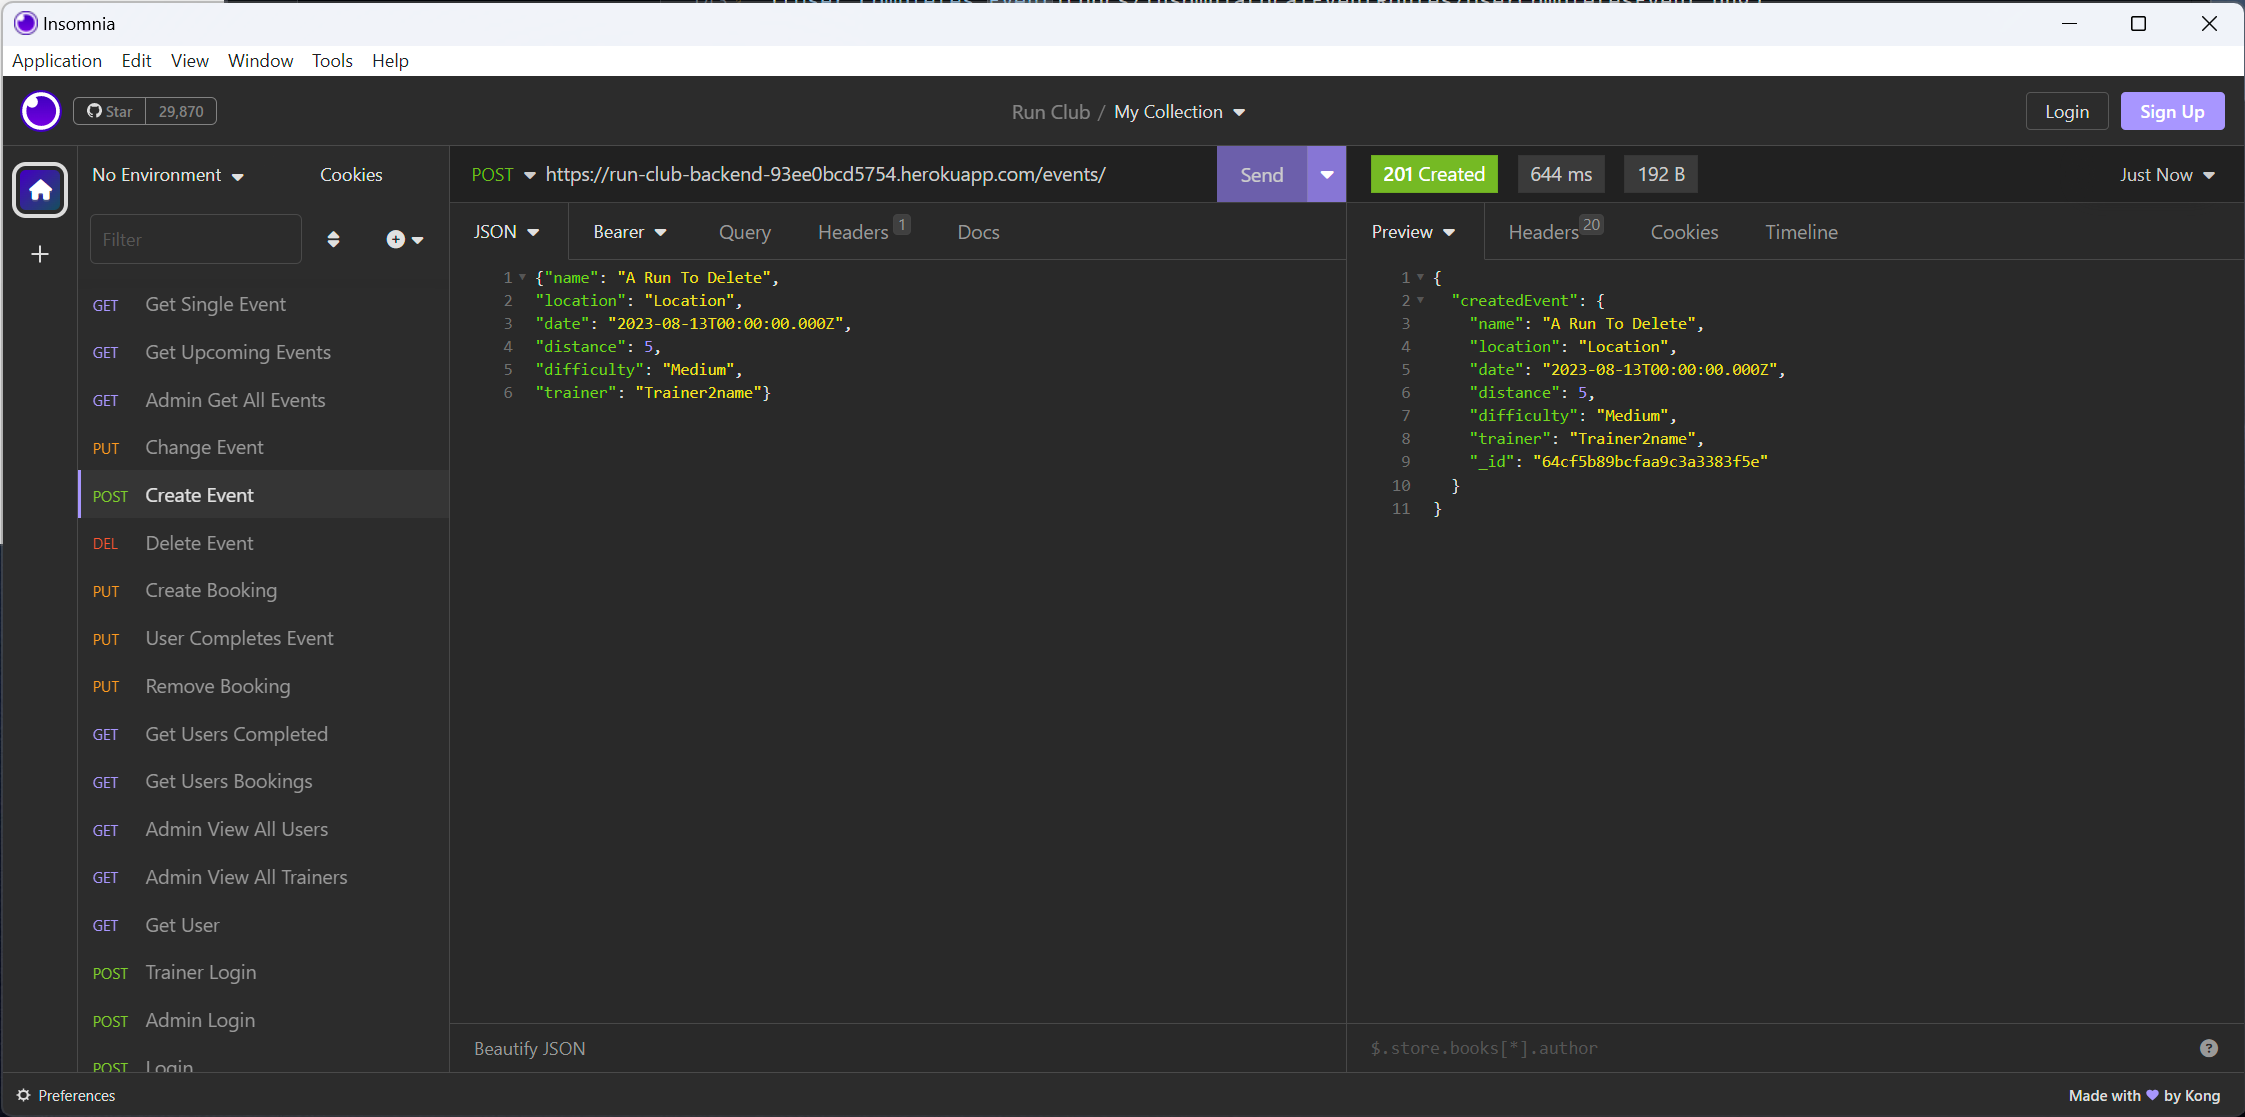 Insomnia
Application Edit View Window Tools Help
Star 29,870
Run Club / My Collection
Login Sign Up
No Environment Cookies
Filter
GET Get Single Event
GET Get Upcoming Events
GET Admin Get All Events
PUT Change Event
POST Create Event
DEL Delete Event
PUT Create Booking
PUT User Completes Event
PUT Remove Booking
GET Get Users Completed
GET Get Users Bookings
GET Admin View All Users
GET Admin View All Trainers
GET Get User
POST Trainer Login
POST Admin Login
POST Login
POST https://run-club-backend-93ee0bcd5754.herokuapp.com/events/ Send
JSON Bearer Query Headers 1 Docs
1 {"name": "A Run To Delete",
2 "location": "Location",
3 "date": "2023-08-13T00:00:00.000Z",
4 "distance": 5,
5 "difficulty": "Medium",
6 "trainer": "Trainer2name"}
Beautify JSON
201 Created 644 ms 192 B Just Now
Preview Headers 20 Cookies Timeline
1 {
2 "createdEvent": {
3 "name": "A Run To Delete",
4 "location": "Location",
5 "date": "2023-08-13T00:00:00.000Z",
6 "distance": 5,
7 "difficulty": "Medium",
8 "trainer": "Trainer2name",
9 "_id": "64cf5b89bcfaa9c3a3383f5e"
10 }
11 }
$.store.books[*].author
Preferences
Made with by Kong